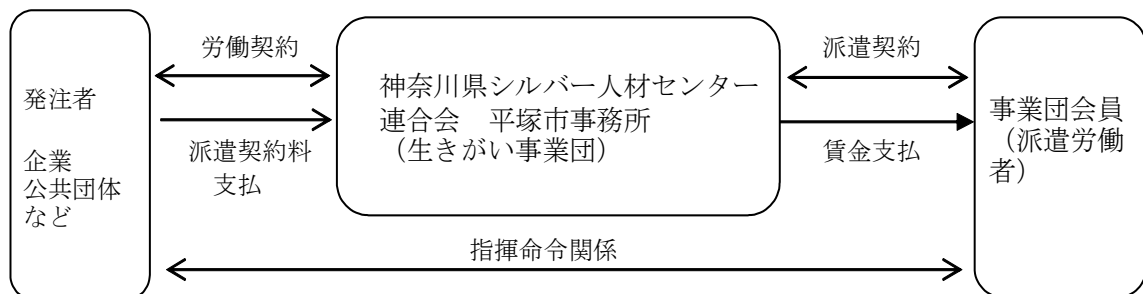 発注者
企業
公共団体
など
労働契約
派遣契約料
支払
神奈川県シルバー人材センター
連合会　平塚市事務所
（生きがい事業団）
派遣契約
賃金支払
事業団会員
（派遣労働
者）
指揮命令関係